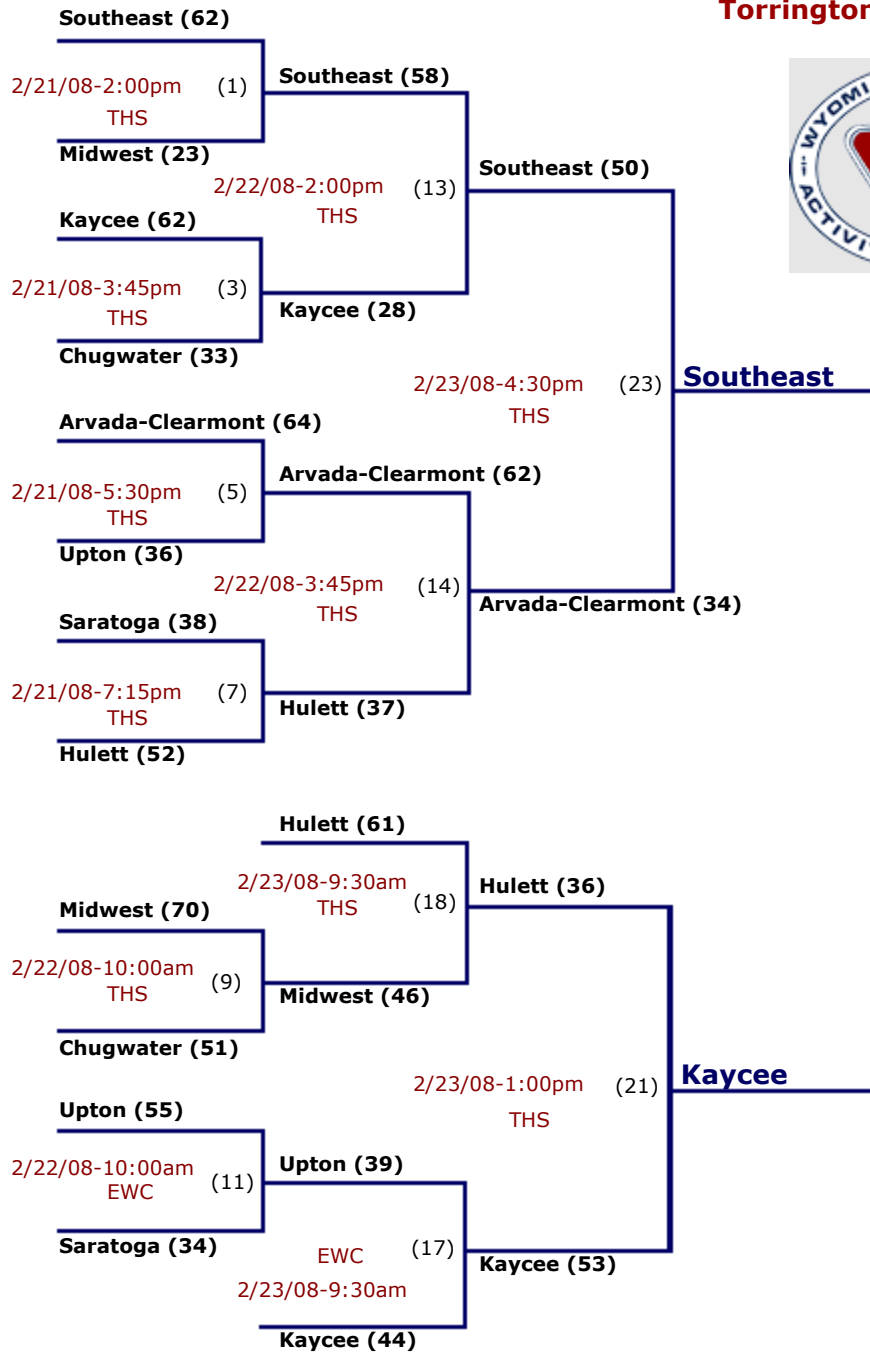 Southeast (62)
2/21/08-2:00pm (1)
THS
Midwest (23)
Southeast (58)
2/22/08-2:00pm (13)
THS
Kaycee (62)
2/21/08-3:45pm (3)
THS
Chugwater (33)
Kaycee (28)
Southeast (50)
2/23/08-4:30pm (23)
THS
Southeast
Arvada-Clearmont (64)
2/21/08-5:30pm (5)
THS
Upton (36)
Arvada-Clearmont (62)
2/22/08-3:45pm (14)
THS
Arvada-Clearmont (34)
Saratoga (38)
2/21/08-7:15pm (7)
THS
Hulett (52)
Hulett (37)
Hulett (61)
2/23/08-9:30am (18)
THS
Hulett (36)
Midwest (70)
2/22/08-10:00am (9)
THS
Chugwater (51)
Midwest (46)
2/23/08-1:00pm (21)
THS
Kaycee
Upton (55)
2/22/08-10:00am (11)
EWC
Saratoga (34)
Upton (39)
EWC (17)
2/23/08-9:30am
Kaycee (53)
Kaycee (44)
Torrington